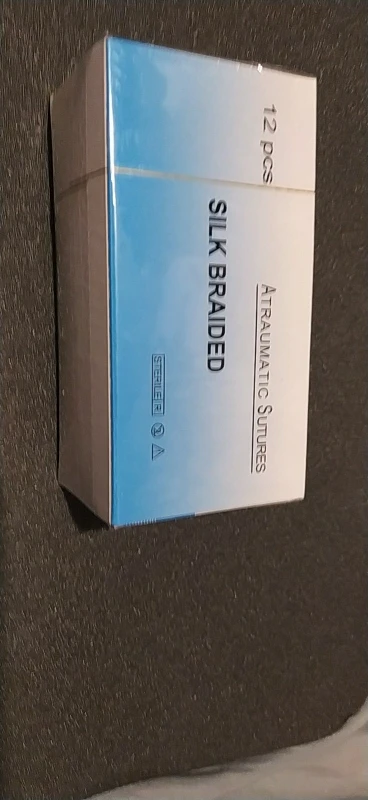 12 pcs
ATRAUMATIC SUTURES
SILK BRAIDED
STERILE R